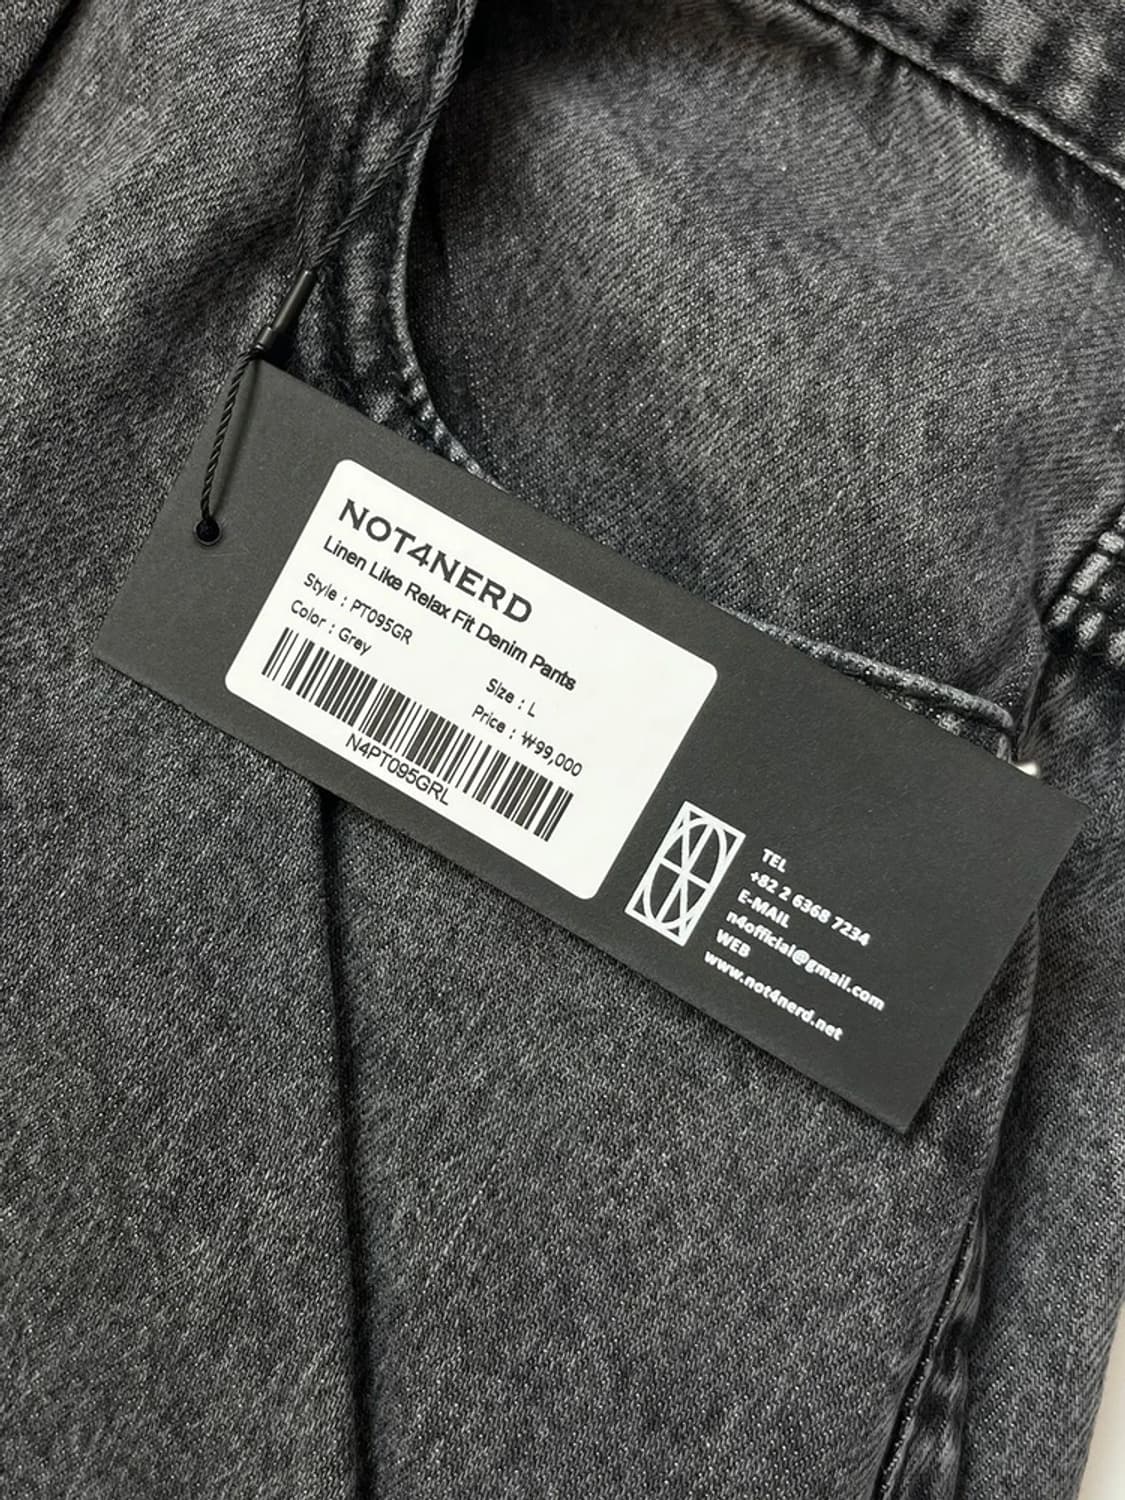 NOT4NERD
Linen Like Relax Fit Denim Pants
Style : PT095GR
Color : Grey
Size : L
Price : ₩99,000
N4PT095GRL
TEL
+82 2 6368 7234
E-MAIL
n4official@gmail.com
WEB
www.not4nerd.net